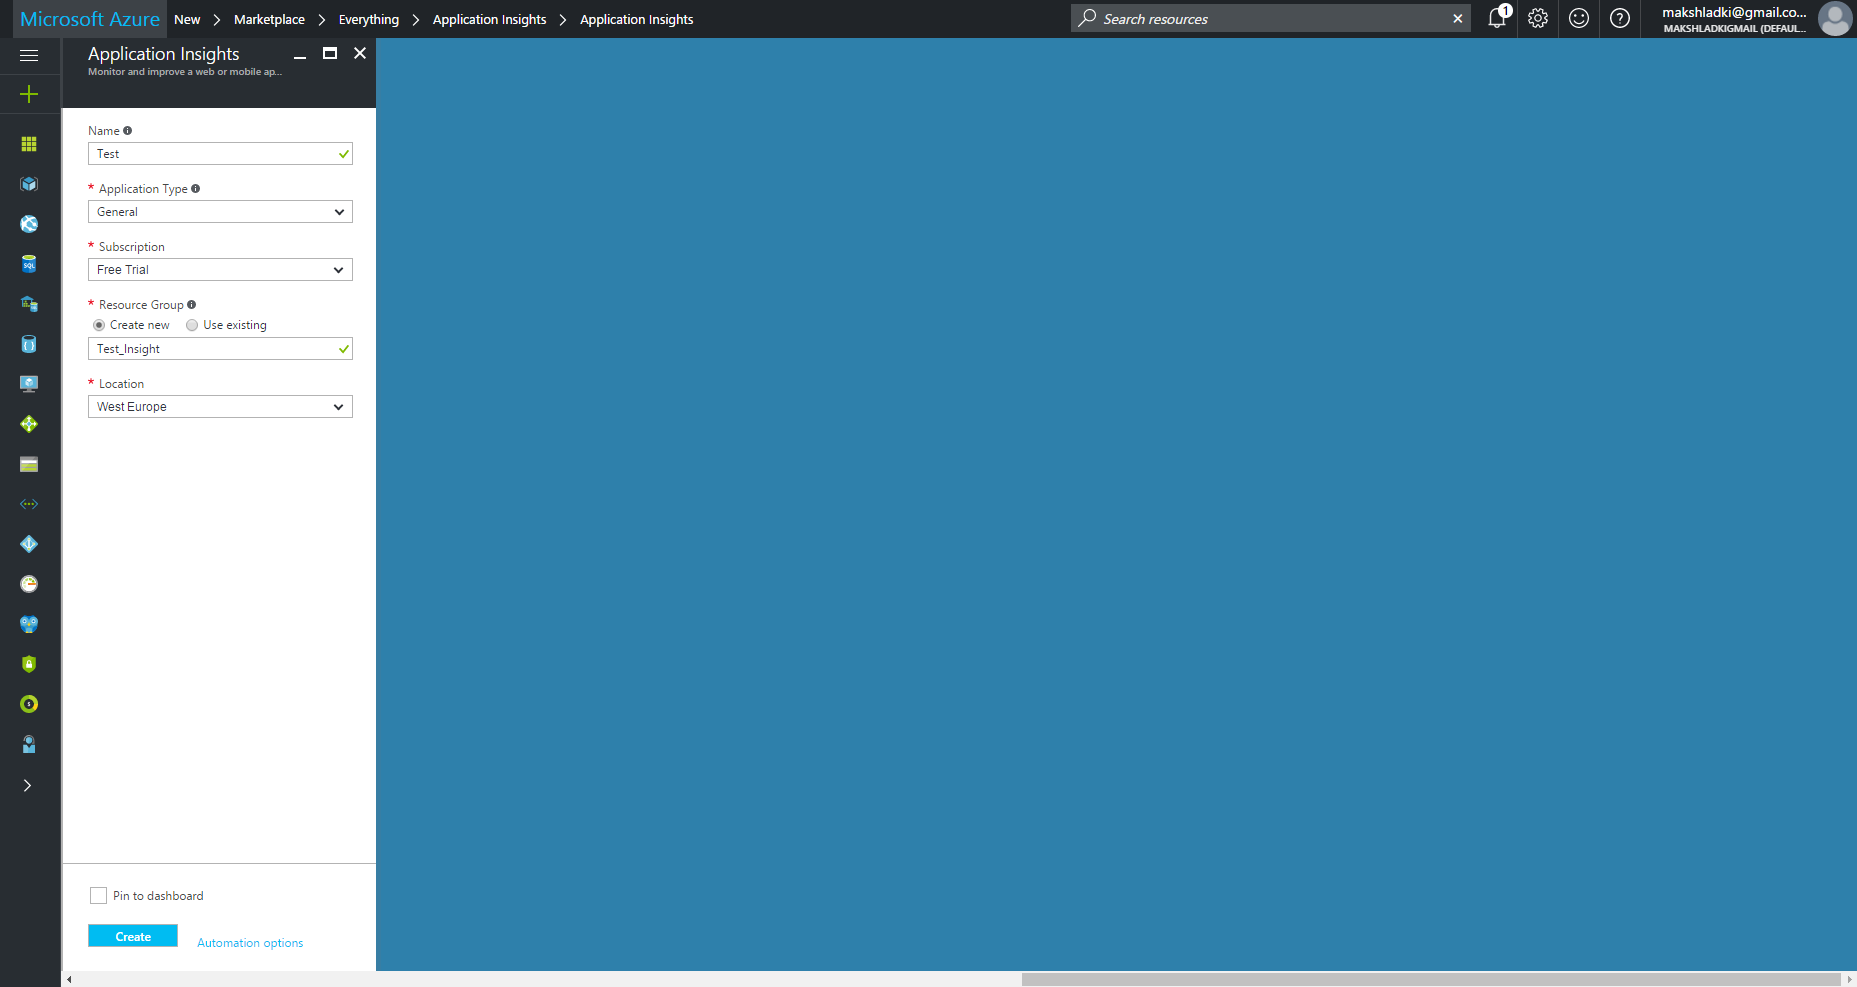 Microsoft Azure New Marketplace Everything Application Insights Application Insights
Search resources
1
makshladki@gmail.co...
MAKSHLADKIGMAIL (DEFAUL...
Application Insights
Monitor and improve a web or mobile ap...
Name
Test
* Application Type
General
* Subscription
Free Trial
* Resource Group
Create new Use existing
Test_Insight
* Location
West Europe
SQL
Pin to dashboard
Create
Automation options